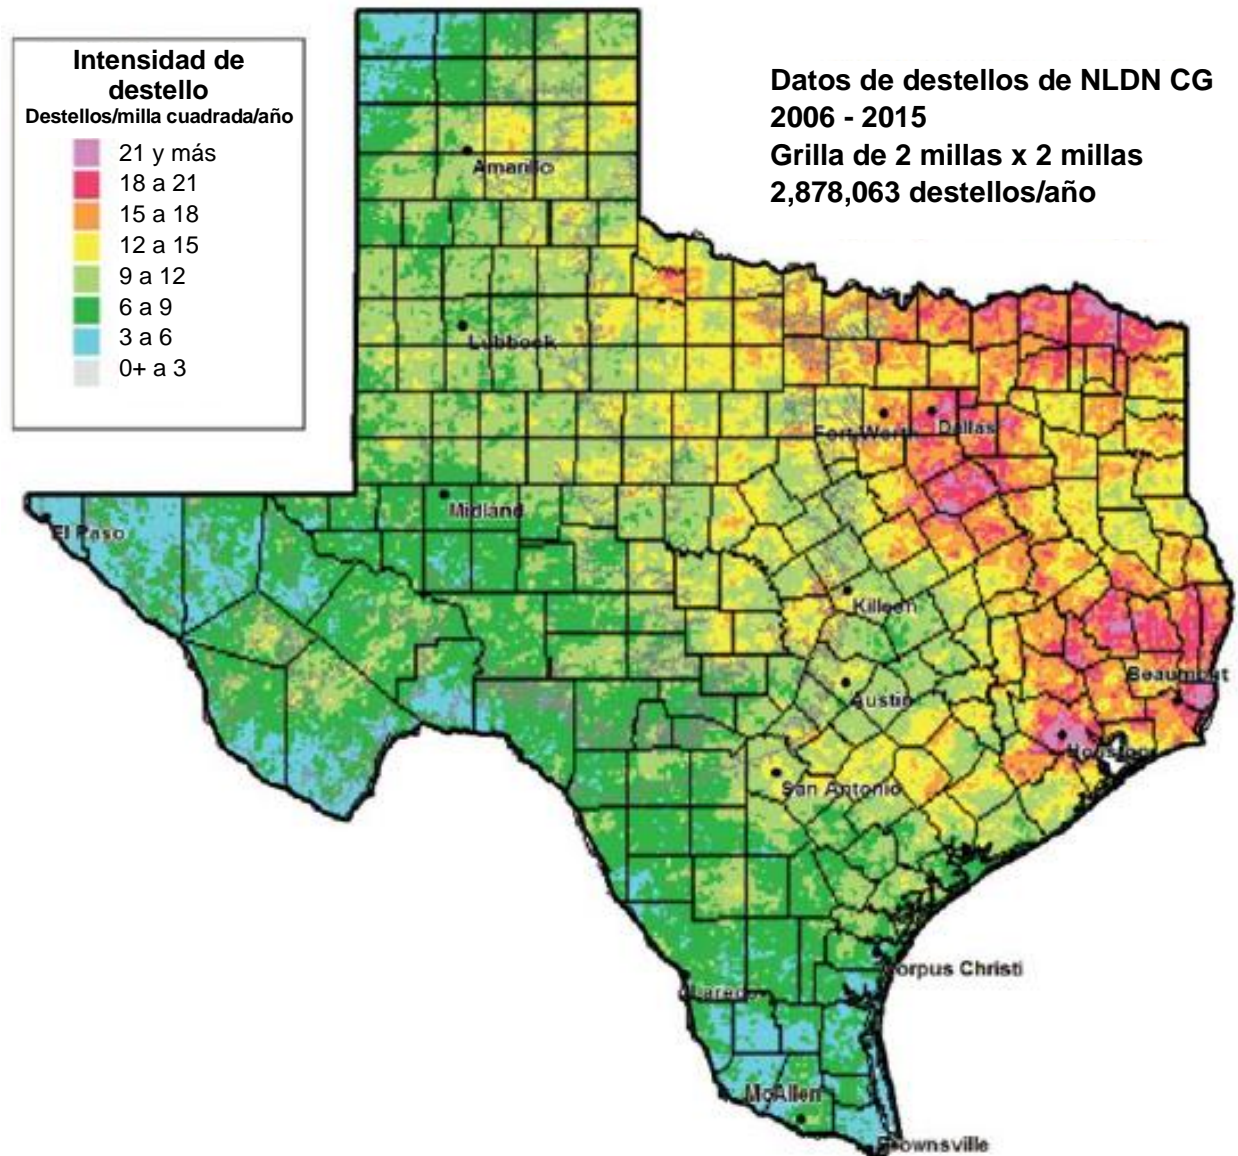 Intensidad de
destello
Destellos/milla cuadrada/año
21 y más
18 a 21
15 a 18
12 a 15
9 a 12
6 a 9
3 a 6
0+ a 3
Datos de destellos de NLDN CG
2006 - 2015
Grilla de 2 millas x 2 millas
2,878,063 destellos/año
Amarillo
Lubbock
Fort Worth
Dallas
Midland
El Paso
Killeen
Beaumont
Austin
Houston
San Antonio
Corpus Christi
Laredo
McAllen
Brownsville